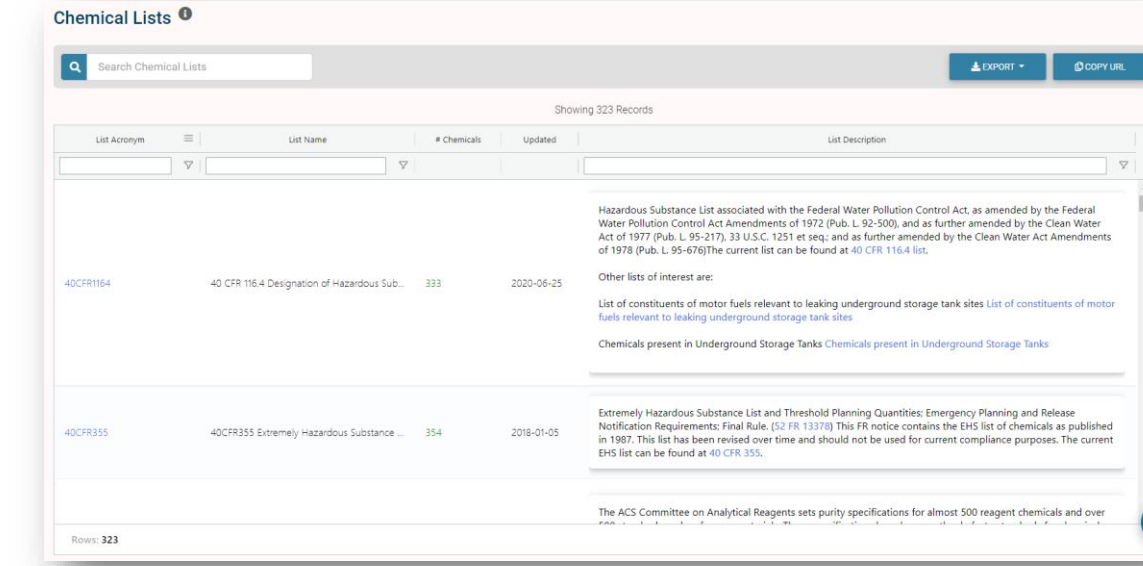 Chemical Lists
Search Chemical Lists
EXPORT
COPY URL
Showing 323 Records
List Acronym
List Name
# Chemicals
Updated
List Description
40CFR1164
40 CFR 116.4 Designation of Hazardous Sub...
333
2020-06-25
Hazardous Substance List associated with the Federal Water Pollution Control Act, as amended by the Federal
Water Pollution Control Act Amendments of 1972 (Pub. L. 92-500), and as further amended by the Clean Water
Act of 1977 (Pub. L. 95-217), 33 U.S.C. 1251 et seq.; and as further amended by the Clean Water Act Amendments
of 1978 (Pub. L. 95-676)The current list can be found at 40 CFR 116.4 list.
Other lists of interest are:
List of constituents of motor fuels relevant to leaking underground storage tank sites List of constituents of motor
fuels relevant to leaking underground storage tank sites
Chemicals present in Underground Storage Tanks Chemicals present in Underground Storage Tanks
40CFR355
40CFR355 Extremely Hazardous Substance ...
354
2018-01-05
Extremely Hazardous Substance List and Threshold Planning Quantities; Emergency Planning and Release
Notification Requirements; Final Rule. (52 FR 13378) This FR notice contains the EHS list of chemicals as published
in 1987. This list has been revised over time and should not be used for current compliance purposes. The current
EHS list can be found at 40 CFR 355.
The ACS Committee on Analytical Reagents sets purity specifications for almost 500 reagent chemicals and over
Rows: 323